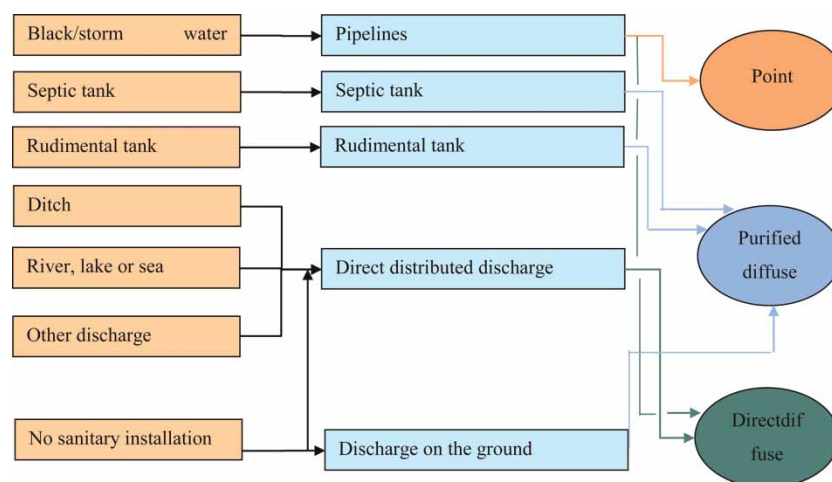 Black/storm water
Pipelines
Point
Septic tank
Septic tank
Rudimental tank
Rudimental tank
Ditch
Purified
diffuse
River, lake or sea
Direct distributed discharge
Other discharge
Directdif
fuse
No sanitary installation
Discharge on the ground